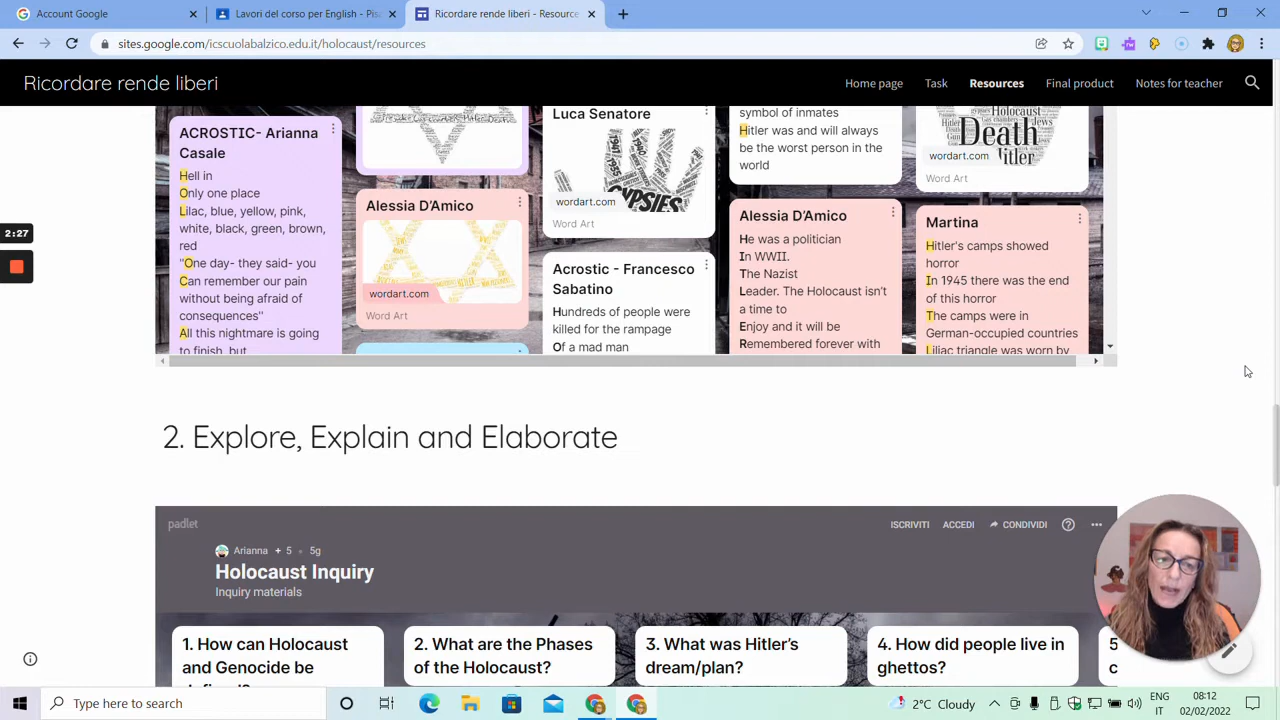 Account Google
Lavori del corso per English - Pris
Ricordare rende liberi - Resource
sites.google.com/icscuolabalzico.edu.it/holocaust/resources
Ricordare rende liberi
Home page
Task
Resources
Final product
Notes for teacher
ACROSTIC- Arianna
Casale
Hell in
Only one place
Lilac, blue, yellow, pink,
white, black, green, brown,
red
"One day- they said- you
Can remember our pain
without being afraid of
consequences"
All this nightmare is going
to finish, but
Alessia D'Amico
wordart.com
Word Art
Luca Senatore
GYPSIES
wordart.com
Word Art
Acrostic - Francesco
Sabatino
Hundreds of people were
killed for the rampage
Of a mad man
symbol of inmates
Hitler was and will always
be the worst person in the
world
Alessia D'Amico
He was a politician
In WWII.
The Nazist
Leader. The Holocaust isn't
a time to
Enjoy and it will be
Remembered forever with
Holocaust
Death
Jews
Hitler
wordart.com
Word Art
Martina
Hitler's camps showed
horror
In 1945 there was the end
of this horror
The camps were in
German-occupied countries
Liliac triangle was worn by
2. Explore, Explain and Elaborate
padlet
ISCRIVITI
ACCEDI
CONDIVIDI
Arianna + 5 5g
Holocaust Inquiry
Inquiry materials
1. How can Holocaust
and Genocide be
defined?
2. What are the Phases
of the Holocaust?
3. What was Hitler's
dream/plan?
4. How did people live in
ghettos?
5
c
2:27
Type here to search
2°C Cloudy
ENG
IT
08:12
02/02/2022